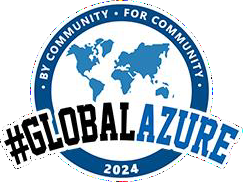 • BY COMMUNITY • FOR COMMUNITY •
#GLOBALAZURE
2024